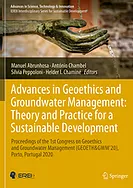 Advances in Science, Technology & Innovation
IEREK Interdisciplinary Series for Sustainable Development
Manuel Abrunhosa · António Chambel
Silvia Peppoloni · Helder I. Chaminé Editors
Advances in Geoethics and
Groundwater Management:
Theory and Practice for a
Sustainable Development
Proceedings of the 1st Congress on Geoethics
and Groundwater Management (GEOETH&GWM'20),
Porto, Portugal 2020
Springer